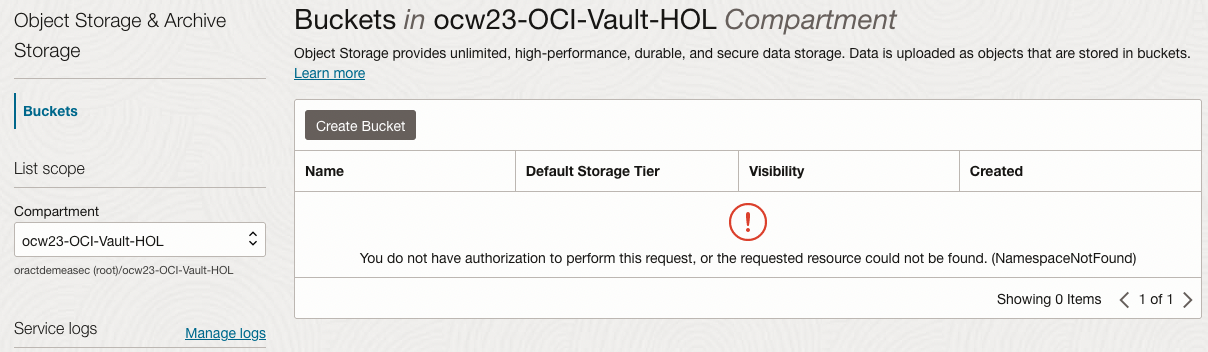 Object Storage & Archive
Storage
Buckets
List scope
Compartment
ocw23-OCI-Vault-HOL
oractdemeasec (root)/ocw23-OCI-Vault-HOL
Service logs
Manage logs
Buckets in ocw23-OCI-Vault-HOL Compartment
Object Storage provides unlimited, high-performance, durable, and secure data storage. Data is uploaded as objects that are stored in buckets.
Learn more
Create Bucket
Name Default Storage Tier Visibility Created
You do not have authorization to perform this request, or the requested resource could not be found. (NamespaceNotFound)
Showing 0 Items 1 of 1